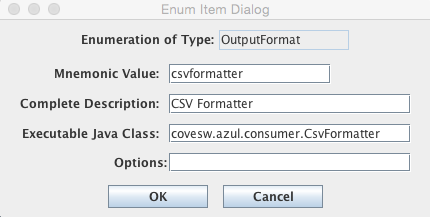 Enum Item Dialog
Enumeration of Type: OutputFormat
Mnemonic Value: csvformatter
Complete Description: CSV Formatter
Executable Java Class: covesw.azul.consumer.CsvFormatter
Options:
OK Cancel